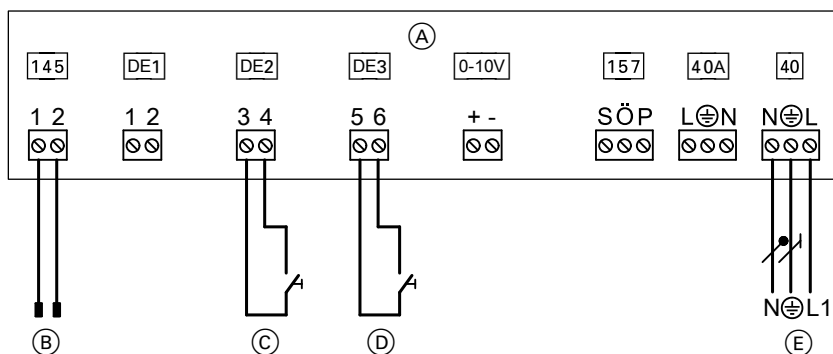 A
145 DE1 DE2 DE3 0-10V 157 40A 40
1 2 1 2 3 4 5 6 + - S Ö P L N N L
N L1
B C D E